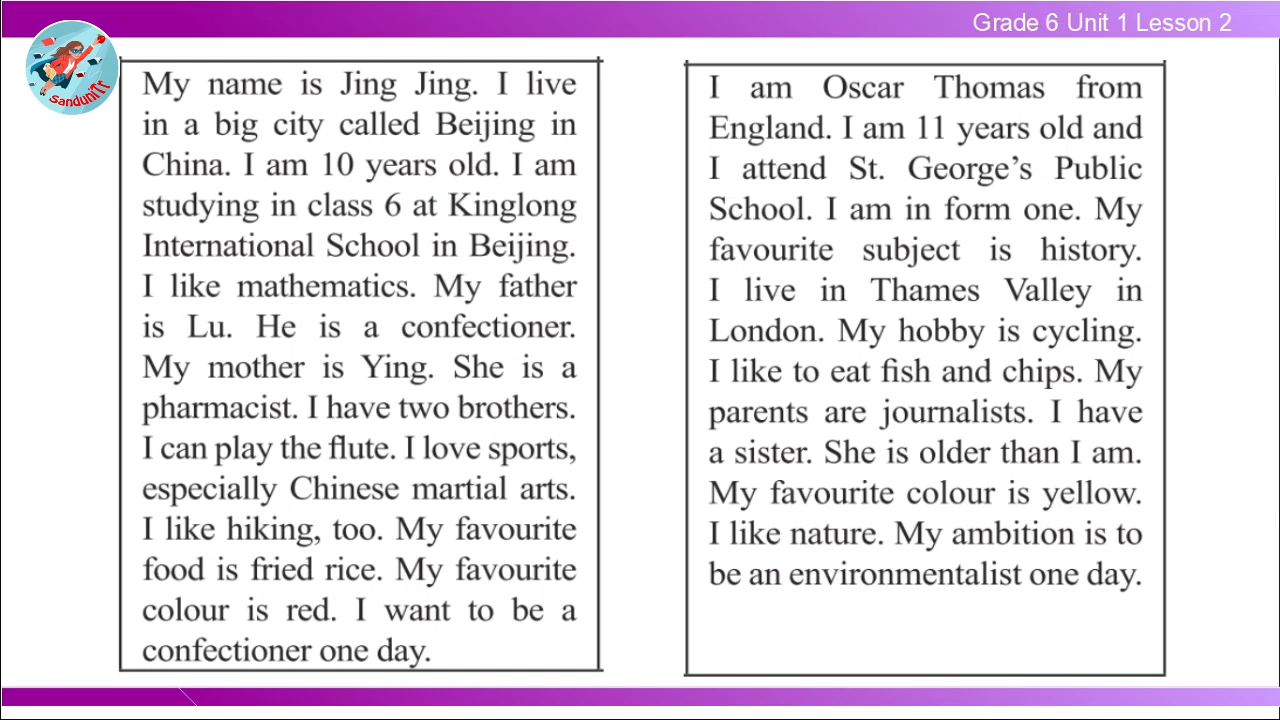 Grade 6 Unit 1 Lesson 2
SanduniTr
My name is Jing Jing. I live
in a big city called Beijing in
China. I am 10 years old. I am
studying in class 6 at Kinglong
International School in Beijing.
I like mathematics. My father
is Lu. He is a confectioner.
My mother is Ying. She is a
pharmacist. I have two brothers.
I can play the flute. I love sports,
especially Chinese martial arts.
I like hiking, too. My favourite
food is fried rice. My favourite
colour is red. I want to be a
confectioner one day.
I am Oscar Thomas from
England. I am 11 years old and
I attend St. George’s Public
School. I am in form one. My
favourite subject is history.
I live in Thames Valley in
London. My hobby is cycling.
I like to eat fish and chips. My
parents are journalists. I have
a sister. She is older than I am.
My favourite colour is yellow.
I like nature. My ambition is to
be an environmentalist one day.